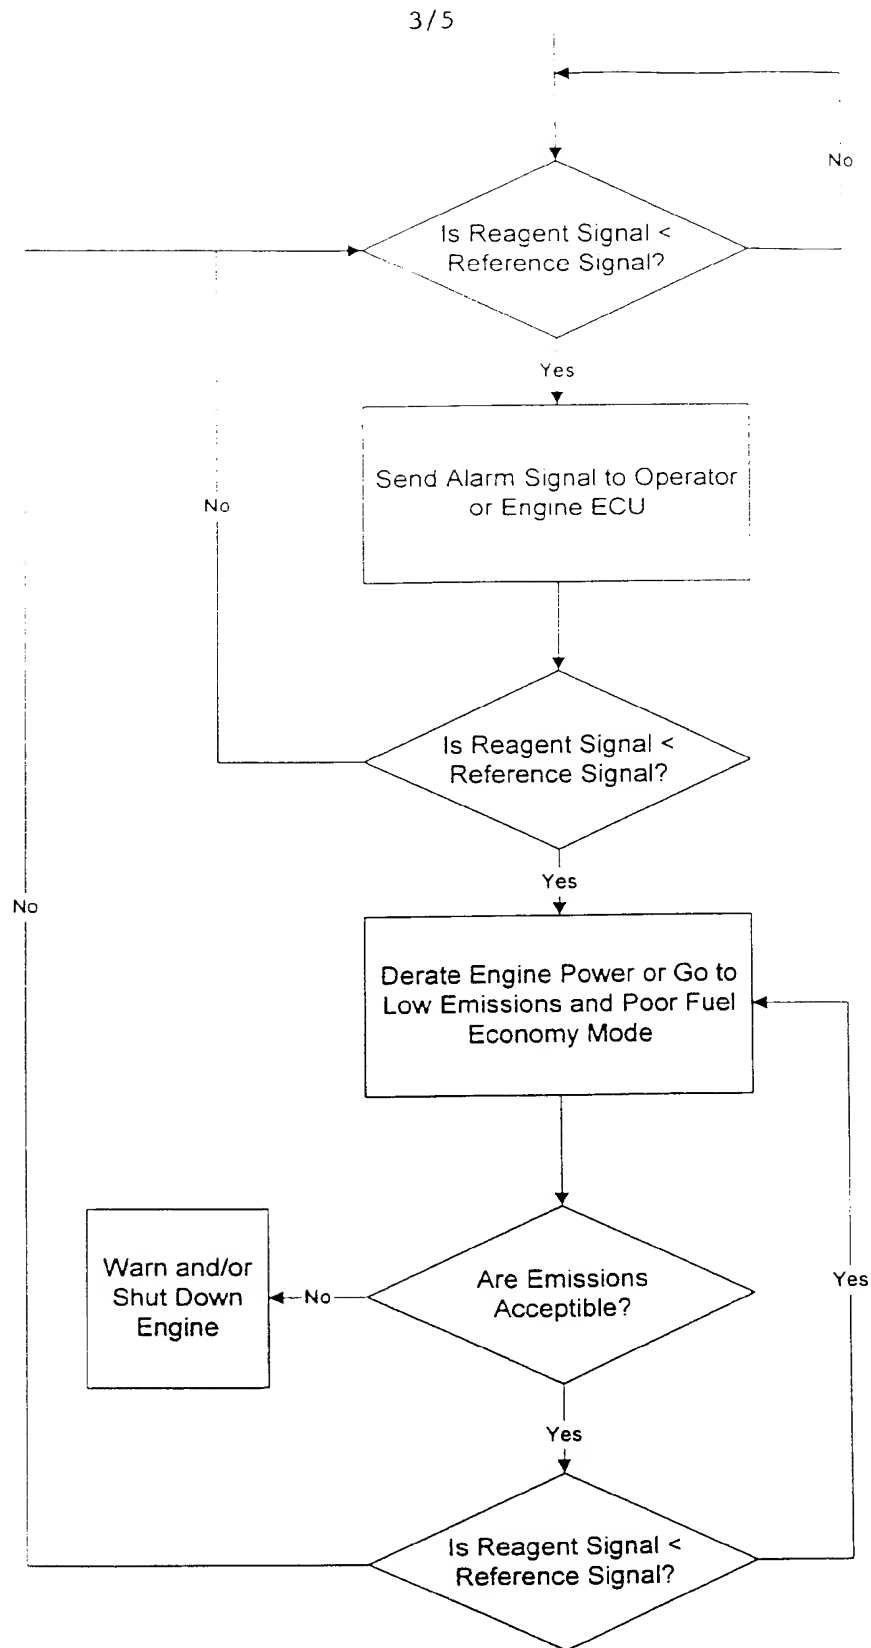 3/5
No
Is Reagent Signal <
Reference Signal?
Yes
Send Alarm Signal to Operator
or Engine ECU
No
Is Reagent Signal <
Reference Signal?
Yes
No
Derate Engine Power or Go to
Low Emissions and Poor Fuel
Economy Mode
Warn and/or
Shut Down
Engine
No
Are Emissions
Acceptible?
Yes
Yes
Is Reagent Signal <
Reference Signal?